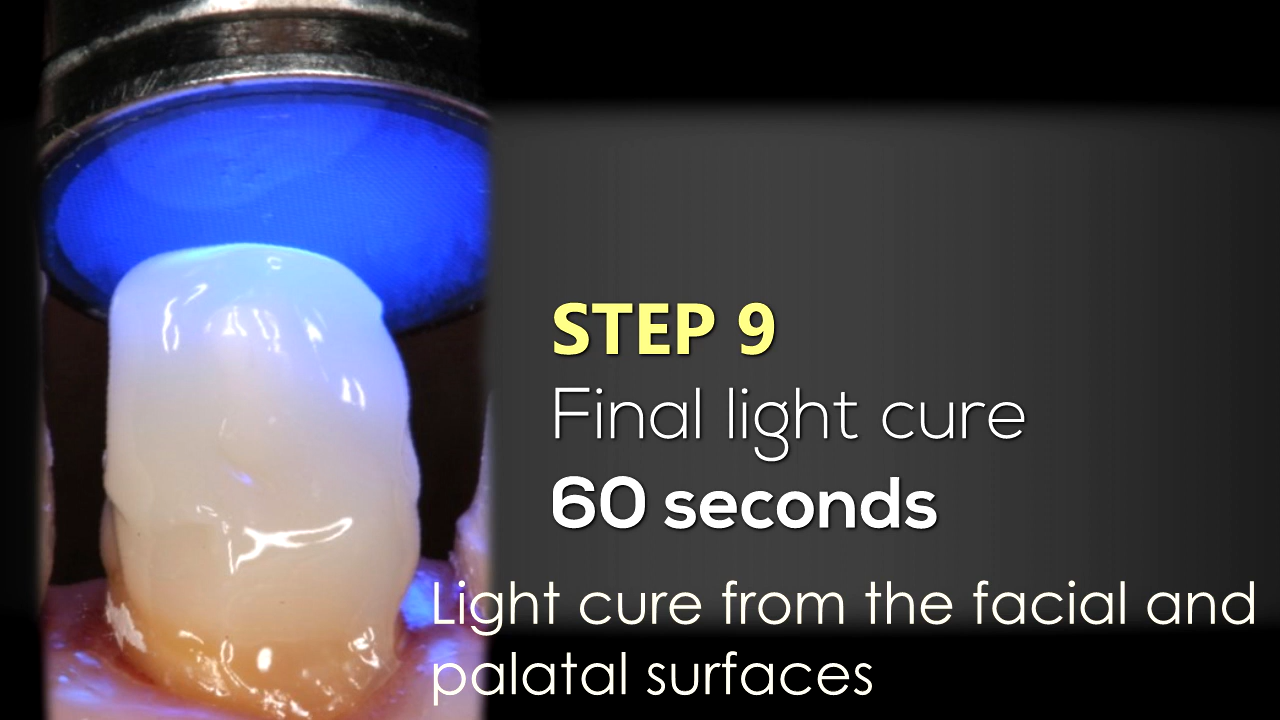 STEP 9
Final light cure
60 seconds
Light cure from the facial and
palatal surfaces